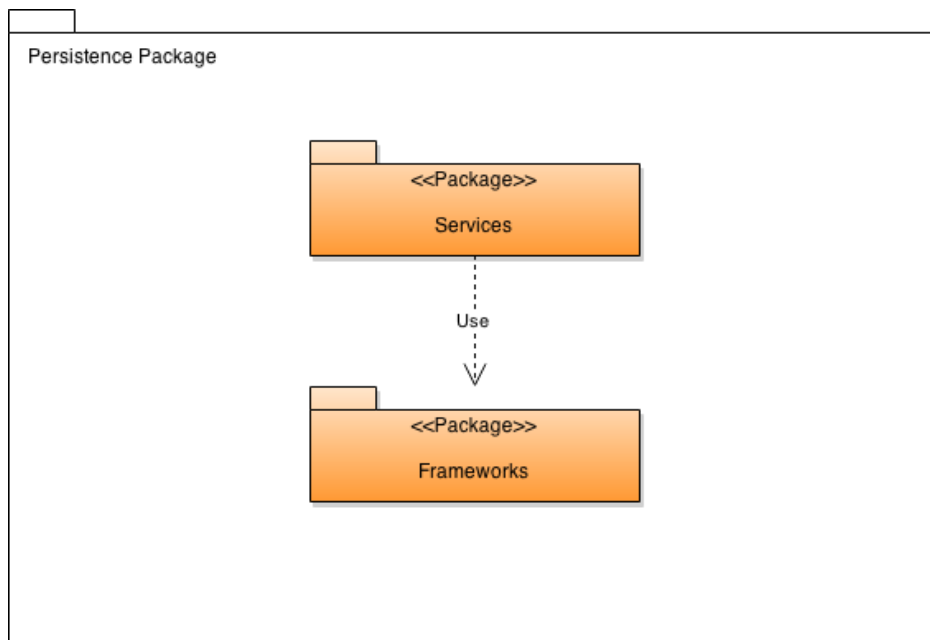 Persistence Package
<<Package>>
Services
Use
<<Package>>
Frameworks